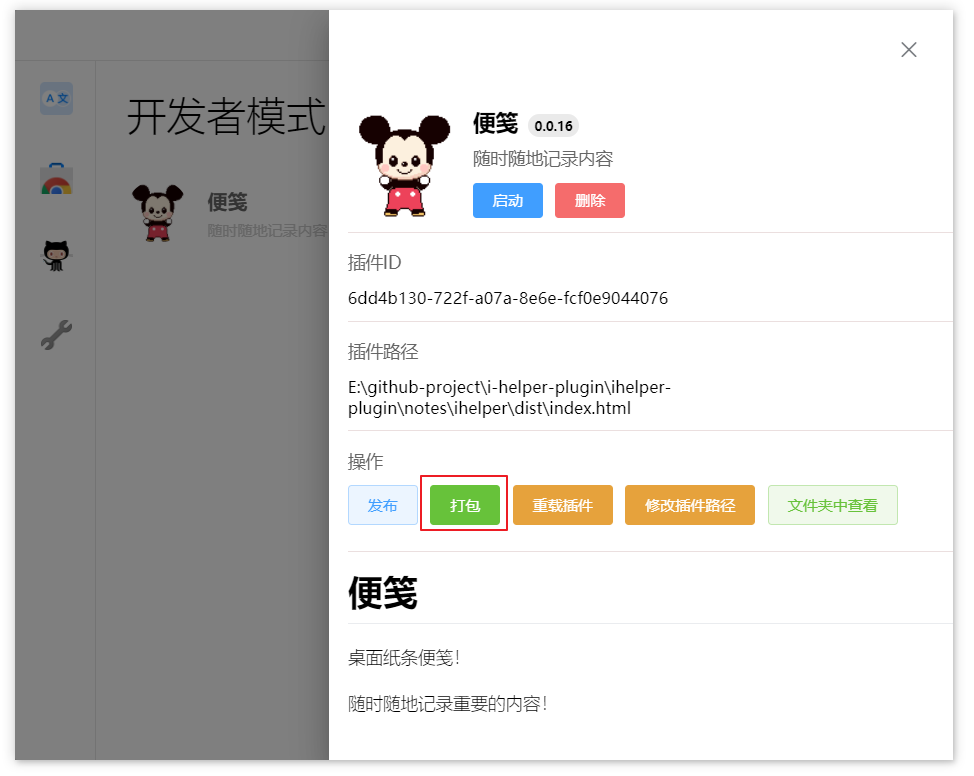 A 文
开发者模式
便笺
随时随地记录内容
便笺 0.0.16
随时随地记录内容
启动 删除
插件ID
6dd4b130-722f-a07a-8e6e-fcf0e9044076
插件路径
E:\github-project\i-helper-plugin\ihelper-
plugin\notes\ihelper\dist\index.html
操作
发布 打包 重载插件 修改插件路径 文件夹中查看
便笺
桌面纸条便笺！
随时随地记录重要的内容！